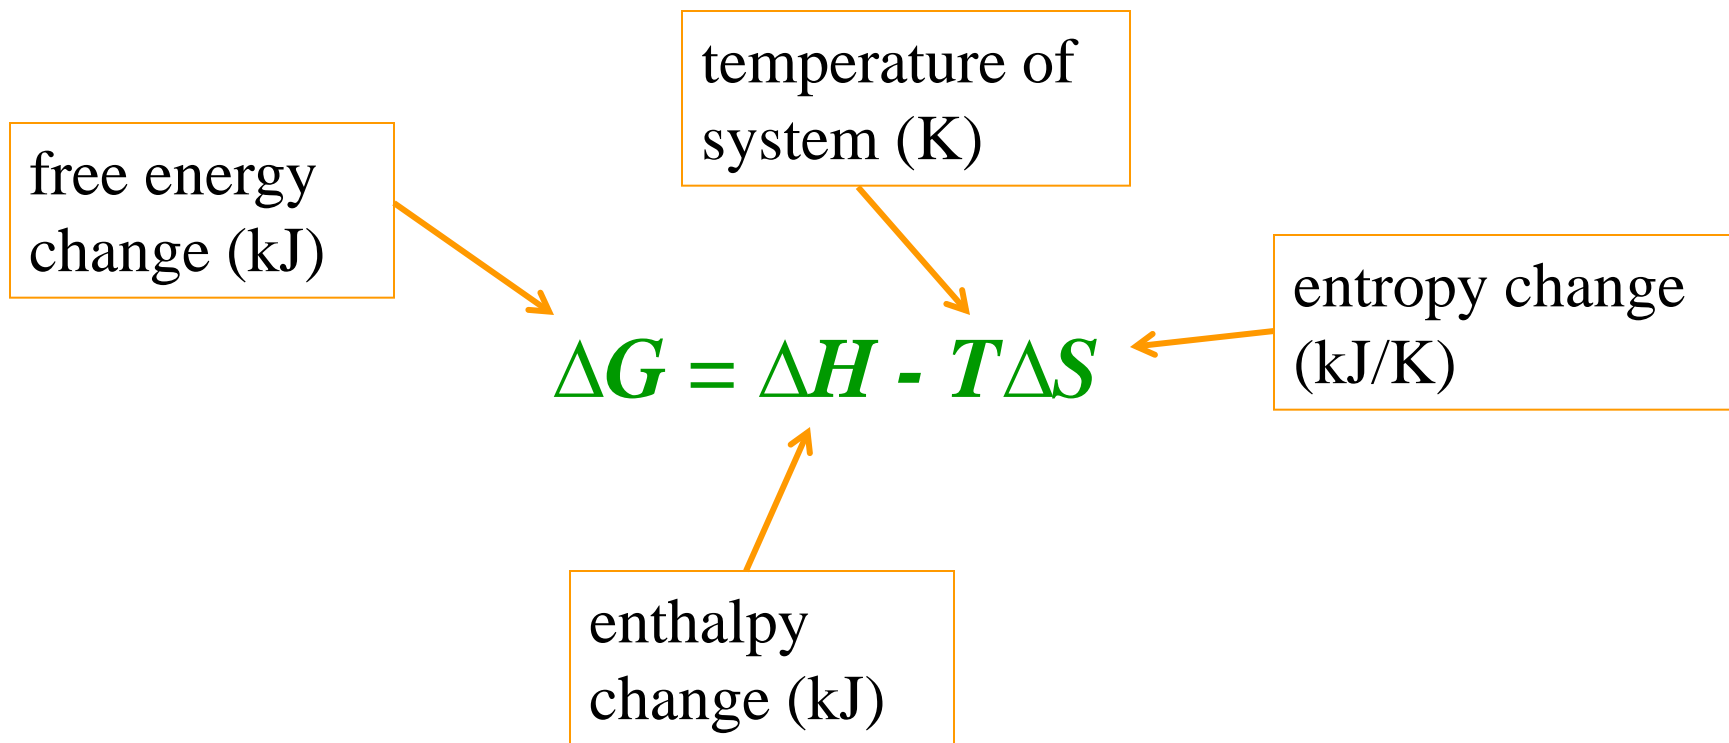 temperature of
system (K)
free energy
change (kJ)
entropy change
(kJ/K)
ΔG = ΔH - TΔS
enthalpy
change (kJ)